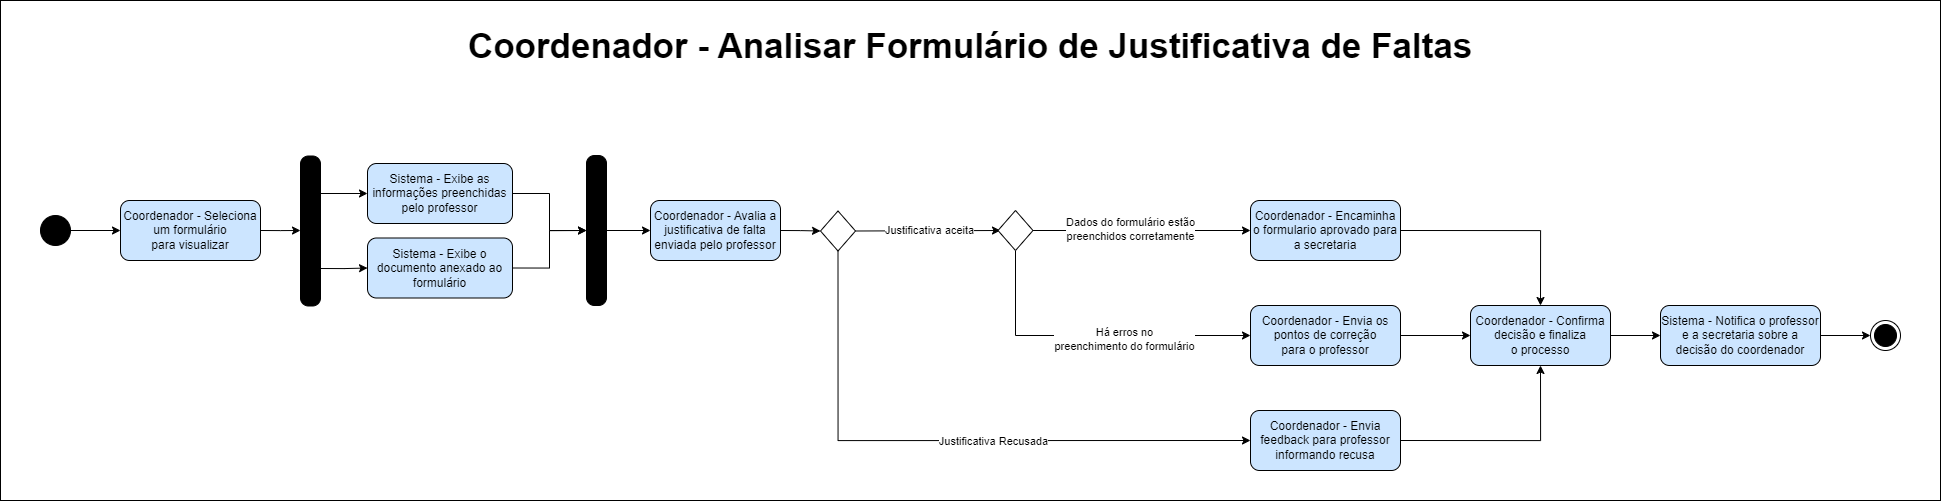 Coordenador - Analisar Formulário de Justificativa de Faltas
Coordenador - Seleciona
um formulário
para visualizar
Sistema - Exibe as
informações preenchidas
pelo professor
Sistema - Exibe o
documento anexado ao
formulário
Coordenador - Avalia a
justificativa de falta
enviada pelo professor
Justificativa aceita
Dados do formulário estão
preenchidos corretamente
Coordenador - Encaminha
o formulario aprovado para
a secretaria
Há erros no
preenchimento do formulário
Coordenador - Envia os
pontos de correção
para o professor
Coordenador - Confirma
decisão e finaliza
o processo
Sistema - Notifica o professor
e a secretaria sobre a
decisão do coordenador
Justificativa Recusada
Coordenador - Envia
feedback para professor
informando recusa